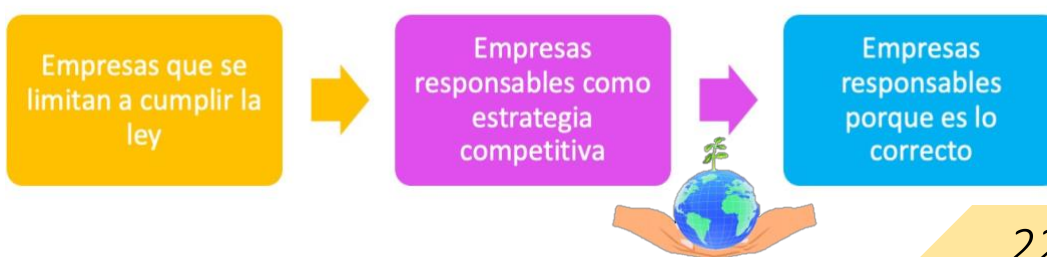 Empresas que se
limitan a cumplir la
ley
Empresas
responsables como
estrategia
competitiva
Empresas
responsables
porque es lo
correcto